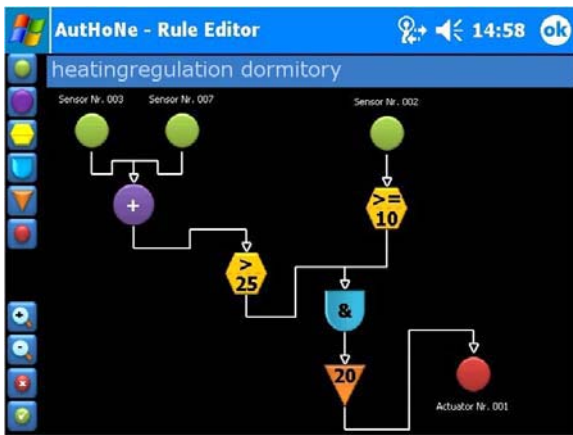 AutHoNe - Rule Editor
14:58
ok
heatingregulation dormitory
Sensor Nr. 003
Sensor Nr. 007
Sensor Nr. 002
+
>=
10
>
25
&
20
Actuator Nr. 001